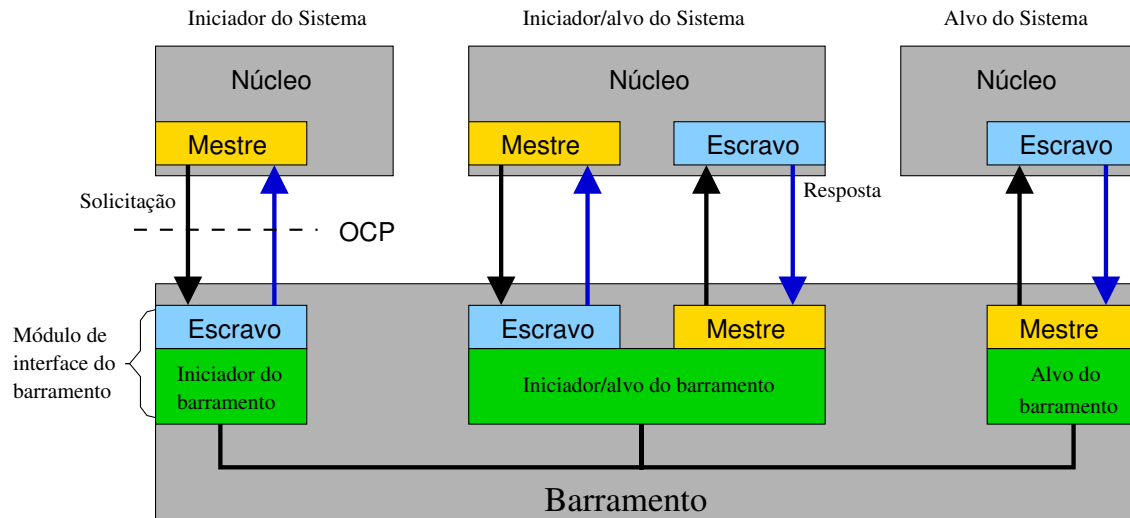 Iniciador do Sistema
Iniciador/alvo do Sistema
Alvo do Sistema
Núcleo
Núcleo
Núcleo
Mestre
Mestre
Escravo
Escravo
Solicitação
Resposta
OCP
Módulo de
interface do
barramento
Escravo
Escravo
Mestre
Mestre
Iniciador do
barramento
Iniciador/alvo do barramento
Alvo do
barramento
Barramento